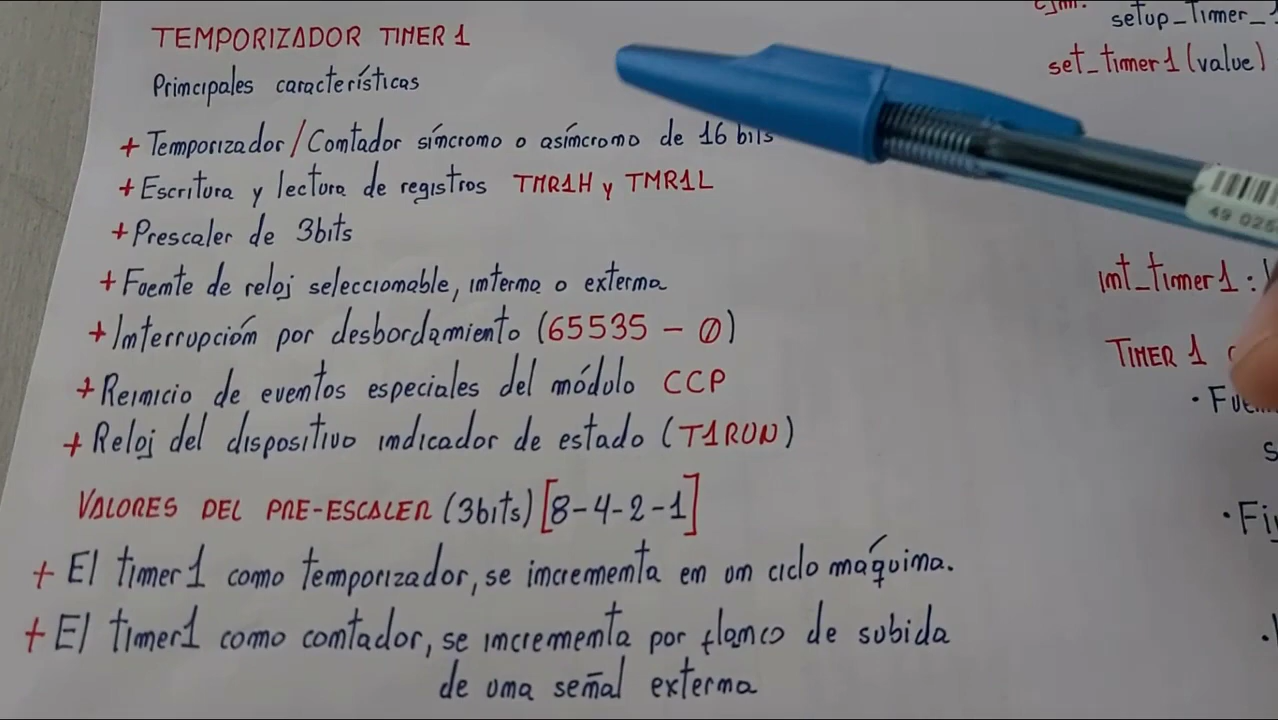 TEMPORIZADOR TIMER 1
Principales características
+ Temporizador/Contador síncrono o asíncrono de 16 bits
+ Escritura y lectura de registros TMR1H y TMR1L
+ Prescaler de 3bits
+ Fuente de reloj seleccionable, interna o externa
+ Interrupción por desbordamiento (65535 - 0)
+ Reinicio de eventos especiales del módulo CCP
+ Reloj del dispositivo indicador de estado (T1RUN)
VALORES DEL PRE-ESCALER (3bits) [8-4-2-1]
+ El timer1 como temporizador, se incrementa en un ciclo máquina.
+ El timer1 como contador, se incrementa por flanco de subida
de una señal externa
setup_Timer_
set_timer1(value)
int_timer1 :
TIMER 1